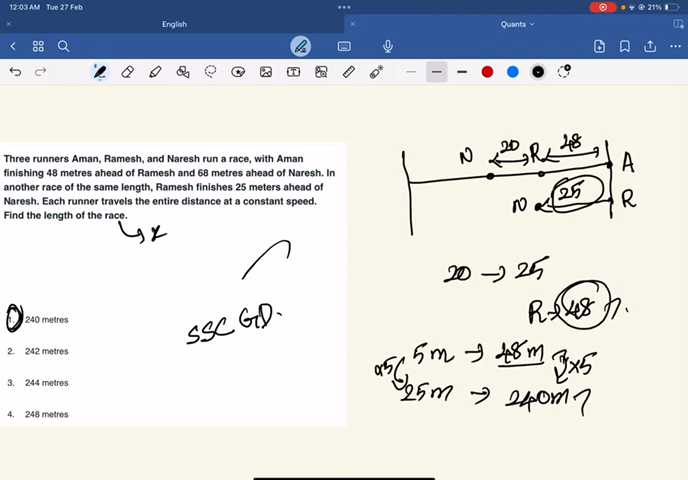 12:03 AM Tue 27 Feb
21%
English
Quants
Three runners Aman, Ramesh, and Naresh run a race, with Aman
finishing 48 metres ahead of Ramesh and 68 metres ahead of Naresh. In
another race of the same length, Ramesh finishes 25 meters ahead of
Naresh. Each runner travels the entire distance at a constant speed.
Find the length of the race.
x
1. 240 metres
2. 242 metres
3. 244 metres
4. 248 metres
SSC GD.
N 20 R 48
A
N 25 R
20 → 25
R → 48
5m → 48m
x5 x5
25m → 240m